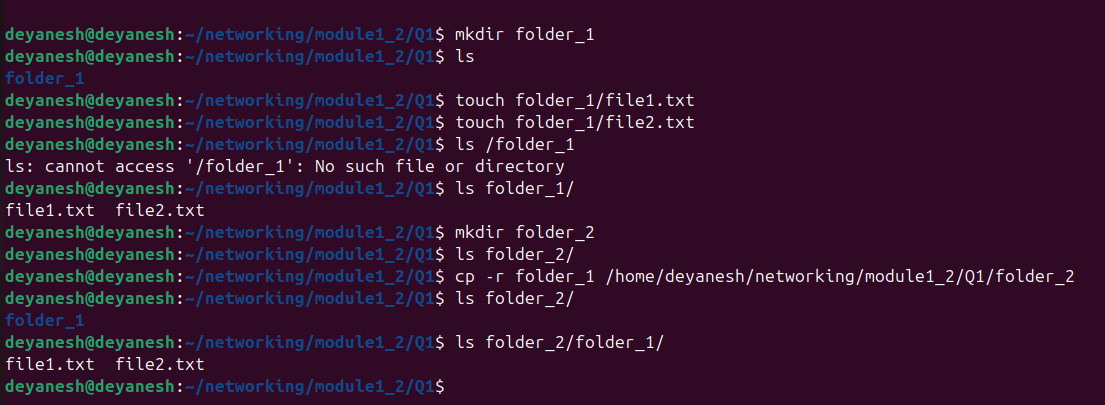 deyanesh@deyanesh:~/networking/module1_2/Q1$ mkdir folder_1
deyanesh@deyanesh:~/networking/module1_2/Q1$ ls
folder_1
deyanesh@deyanesh:~/networking/module1_2/Q1$ touch folder_1/file1.txt
deyanesh@deyanesh:~/networking/module1_2/Q1$ touch folder_1/file2.txt
deyanesh@deyanesh:~/networking/module1_2/Q1$ ls /folder_1
ls: cannot access '/folder_1': No such file or directory
deyanesh@deyanesh:~/networking/module1_2/Q1$ ls folder_1/
file1.txt  file2.txt
deyanesh@deyanesh:~/networking/module1_2/Q1$ mkdir folder_2
deyanesh@deyanesh:~/networking/module1_2/Q1$ ls folder_2/
deyanesh@deyanesh:~/networking/module1_2/Q1$ cp -r folder_1 /home/deyanesh/networking/module1_2/Q1/folder_2
deyanesh@deyanesh:~/networking/module1_2/Q1$ ls folder_2/
folder_1
deyanesh@deyanesh:~/networking/module1_2/Q1$ ls folder_2/folder_1/
file1.txt  file2.txt
deyanesh@deyanesh:~/networking/module1_2/Q1$